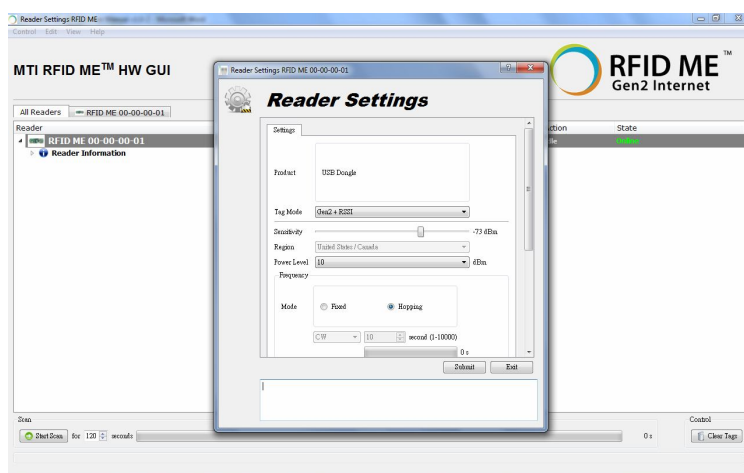 Reader Settings RFID ME
Control Edit View Help
MTI RFID ME™ HW GUI
RFID ME™
Gen2 Internet
All Readers
RFID ME 00-00-00-01
Reader
ction
State
RFID ME 00-00-00-01
Online
Reader Information
Reader Settings RFID ME 00-00-00-01
Reader Settings
Settings
Product USB Dongle
Tag Mode Gen2 + RSSI
Sensitivity -73 dBm
Region United States / Canada
Power Level 10 dBm
Frequency
Mode Fixed Hopping
CW 10 second (1-10000)
0 s
Submit Exit
Scan
Control
Start Scan for 120 seconds
0 s
Clear Tags